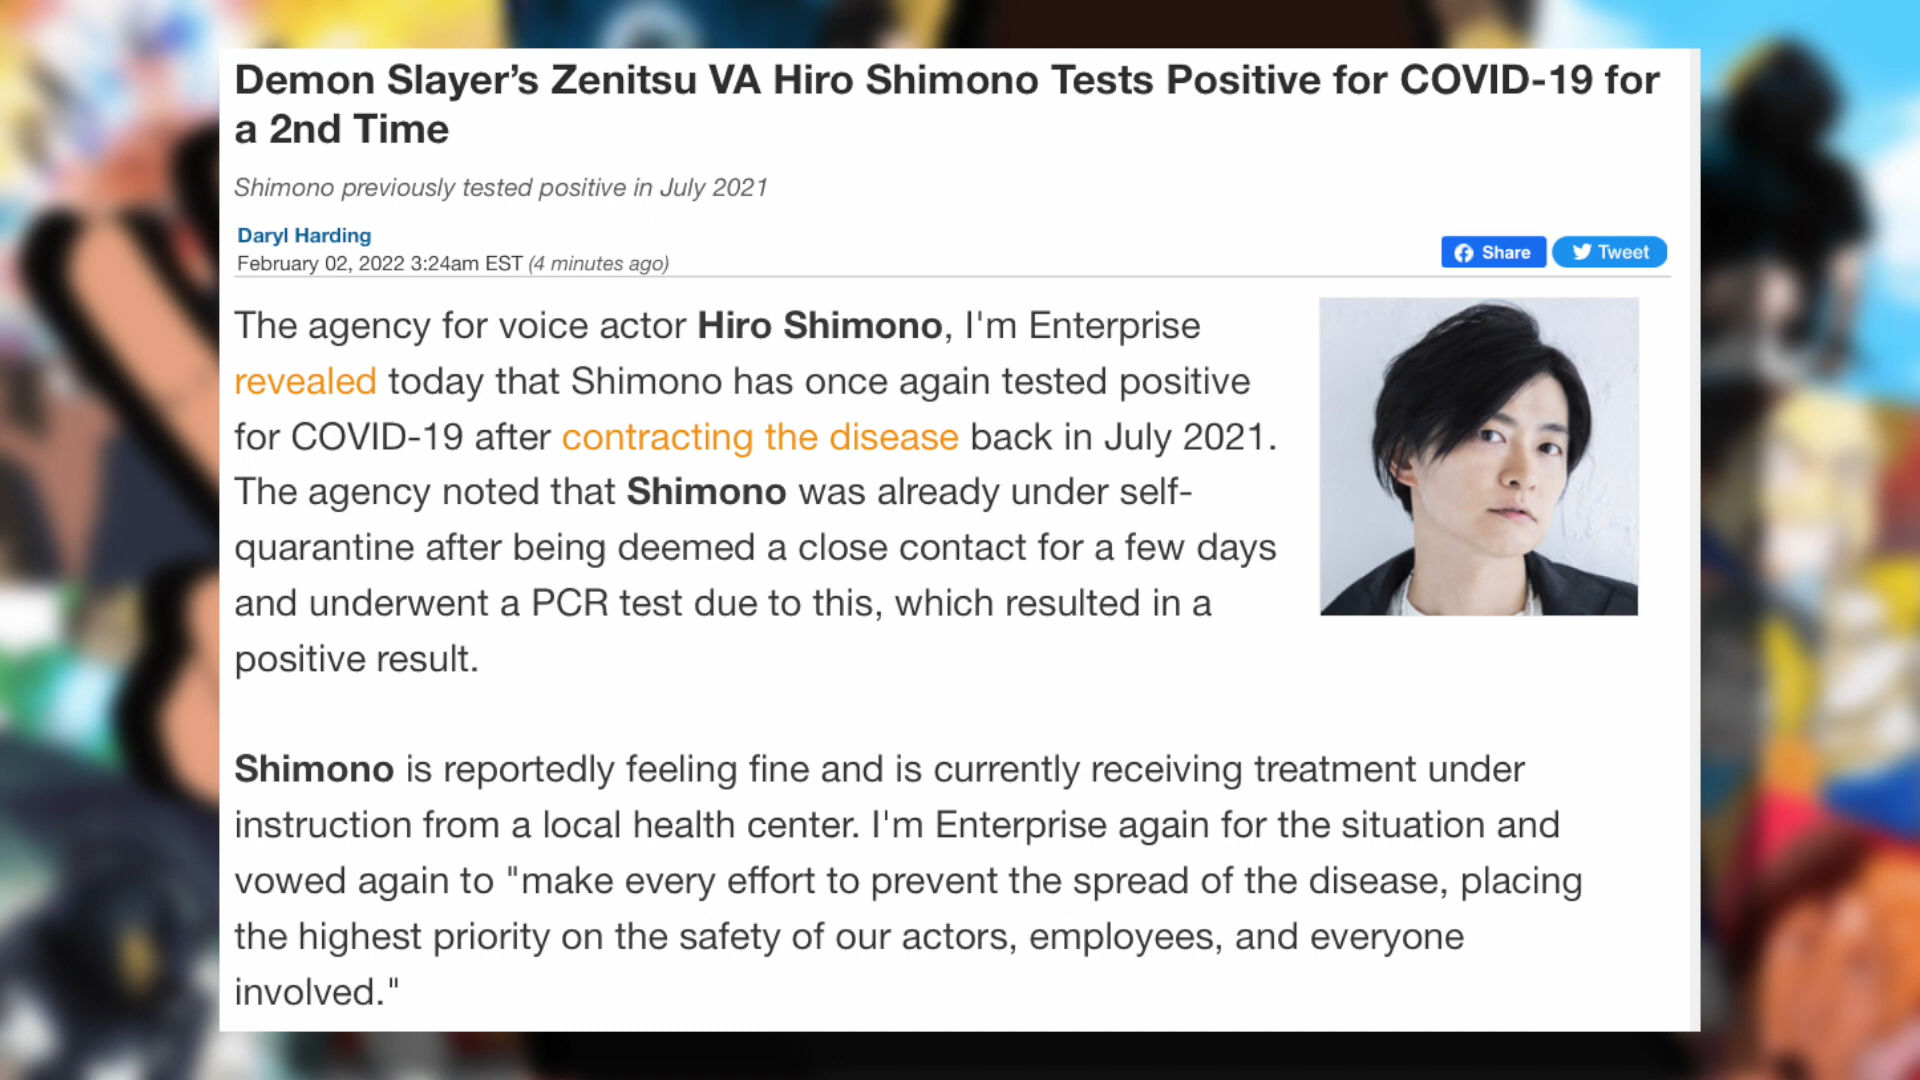 Demon Slayer’s Zenitsu VA Hiro Shimono Tests Positive for COVID-19 for
a 2nd Time
Shimono previously tested positive in July 2021
Daryl Harding
February 02, 2022 3:24am EST (4 minutes ago)
Share
Tweet
The agency for voice actor Hiro Shimono, I'm Enterprise
revealed today that Shimono has once again tested positive
for COVID-19 after contracting the disease back in July 2021.
The agency noted that Shimono was already under self-
quarantine after being deemed a close contact for a few days
and underwent a PCR test due to this, which resulted in a
positive result.
Shimono is reportedly feeling fine and is currently receiving treatment under
instruction from a local health center. I'm Enterprise again for the situation and
vowed again to "make every effort to prevent the spread of the disease, placing
the highest priority on the safety of our actors, employees, and everyone
involved."